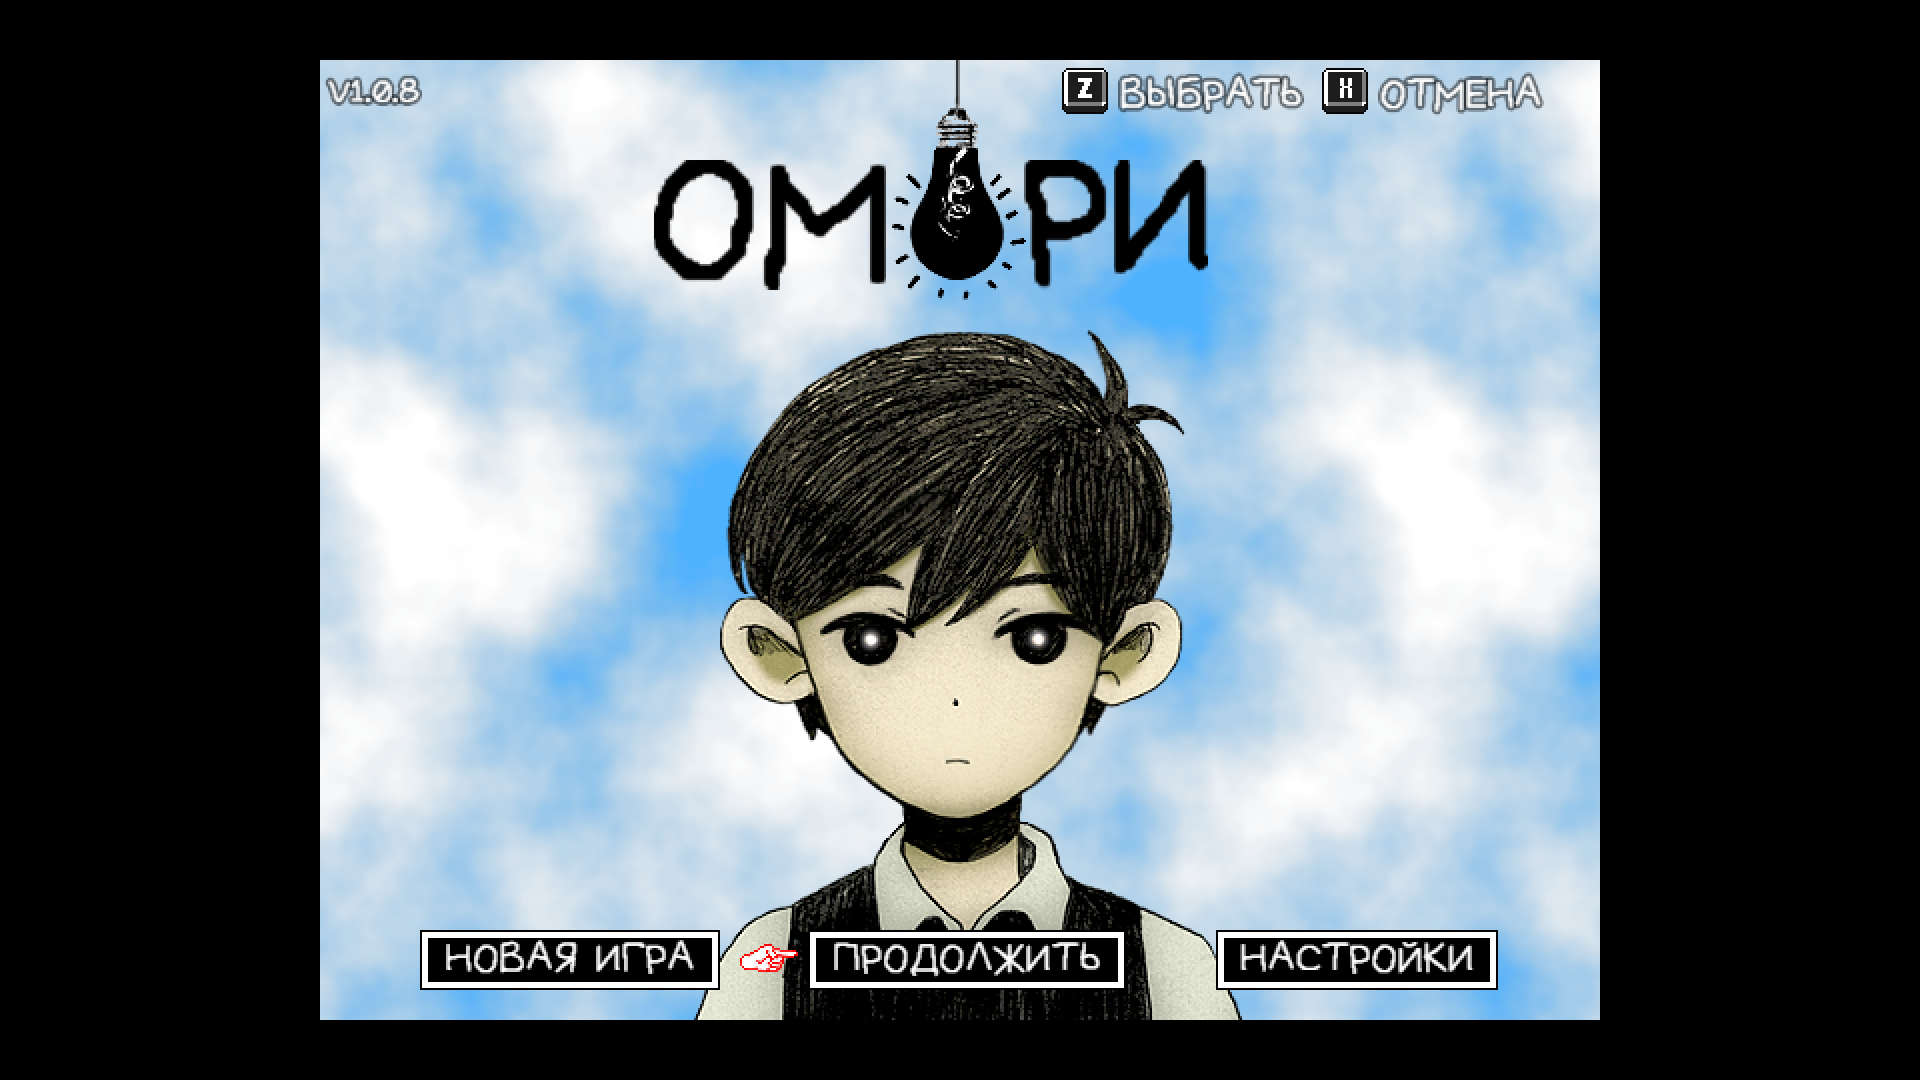 V1.0.8
Z ВЫБРАТЬ X ОТМЕНА
ОМОРИ
НОВАЯ ИГРА
ПРОДОЛЖИТЬ
НАСТРОЙКИ